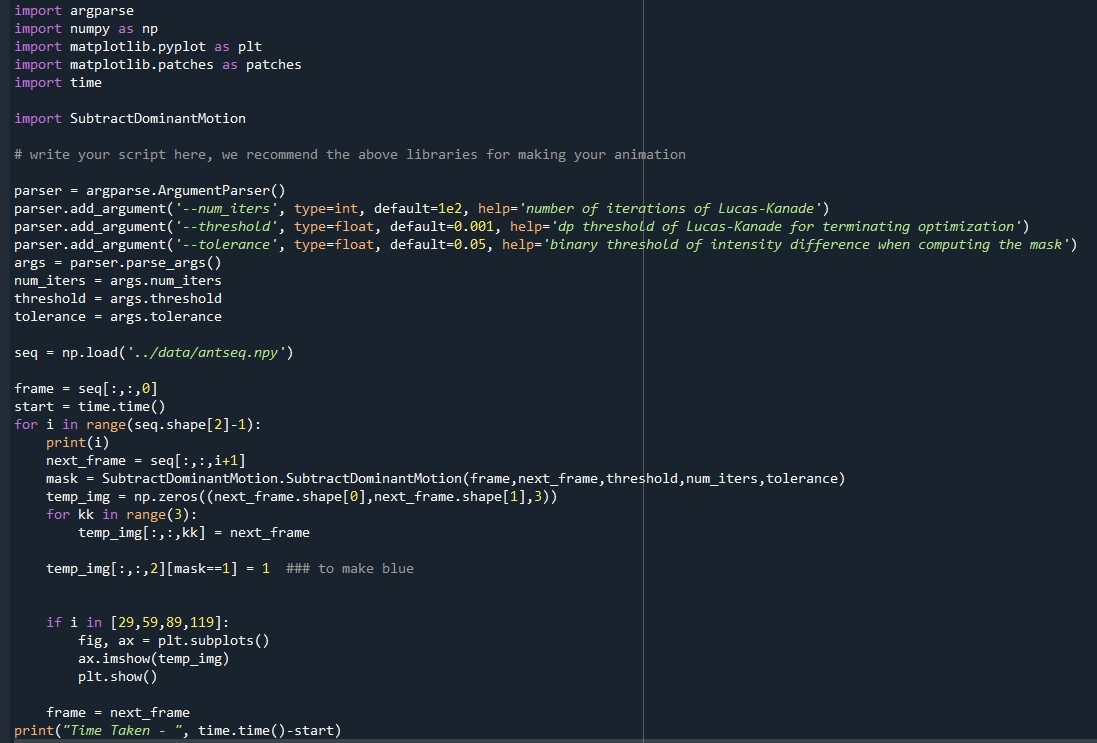 import argparse
import numpy as np
import matplotlib.pyplot as plt
import matplotlib.patches as patches
import time

import SubtractDominantMotion

# write your script here, we recommend the above libraries for making your animation

parser = argparse.ArgumentParser()
parser.add_argument('--num_iters', type=int, default=1e2, help='number of iterations of Lucas-Kanade')
parser.add_argument('--threshold', type=float, default=0.001, help='dp threshold of Lucas-Kanade for terminating optimization')
parser.add_argument('--tolerance', type=float, default=0.05, help='binary threshold of intensity difference when computing the mask')
args = parser.parse_args()
num_iters = args.num_iters
threshold = args.threshold
tolerance = args.tolerance

seq = np.load('../data/antseq.npy')

frame = seq[:,:,0]
start = time.time()
for i in range(seq.shape[2]-1):
    print(i)
    next_frame = seq[:,:,i+1]
    mask = SubtractDominantMotion.SubtractDominantMotion(frame,next_frame,threshold,num_iters,tolerance)
    temp_img = np.zeros((next_frame.shape[0],next_frame.shape[1],3))
    for kk in range(3):
        temp_img[:,:,kk] = next_frame

    temp_img[:,:,2][mask==1] = 1  ### to make blue


    if i in [29,59,89,119]:
        fig, ax = plt.subplots()
        ax.imshow(temp_img)
        plt.show()

    frame = next_frame
print("Time Taken - ", time.time()-start)